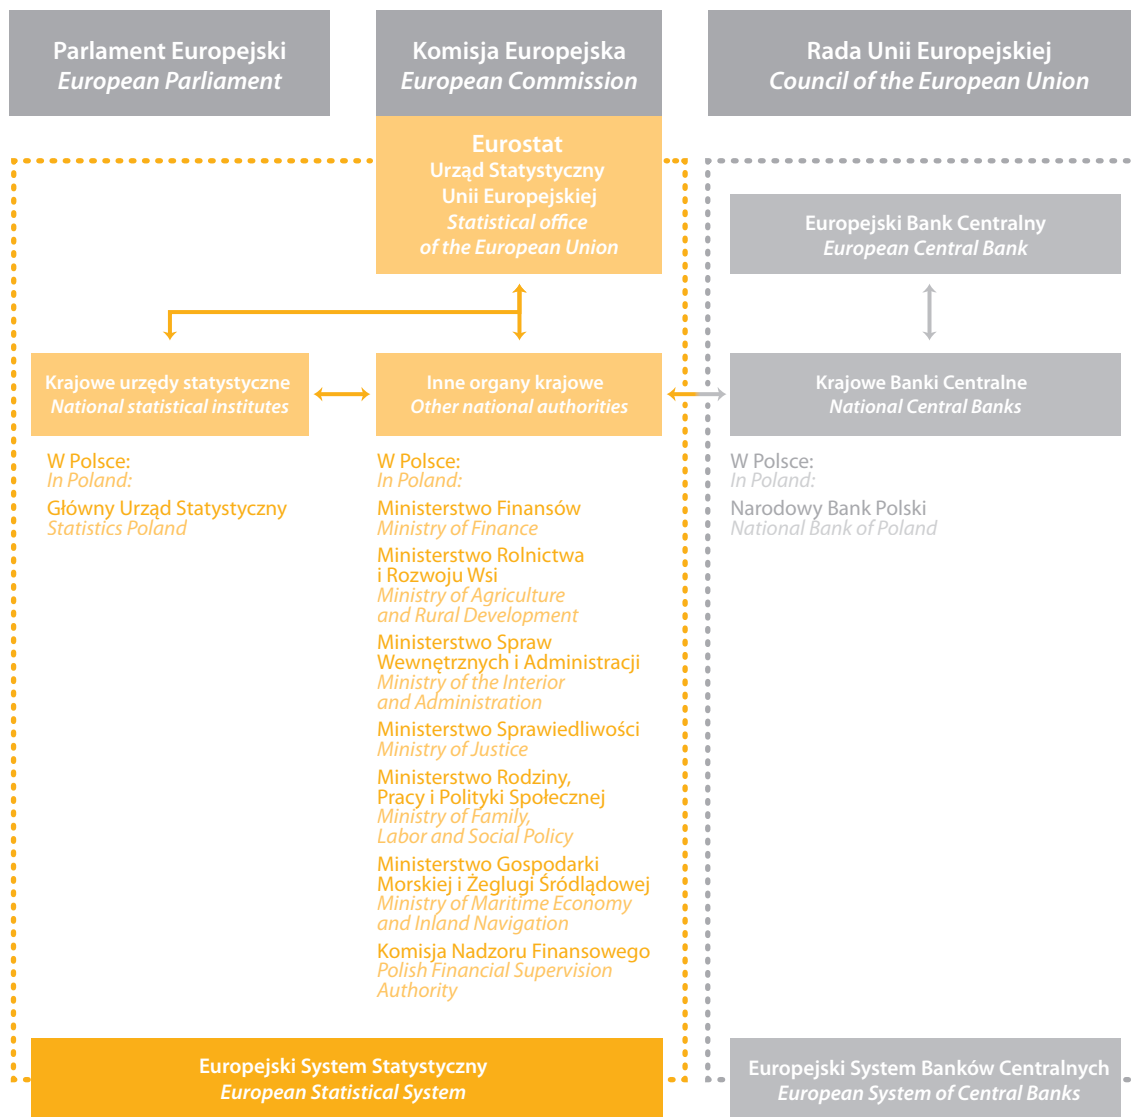 Parlament Europejski
European Parliament
Komisja Europejska
European Commission
Rada Unii Europejskiej
Council of the European Union
Eurostat
Urząd Statystyczny
Unii Europejskiej
Statistical office
of the European Union
Europejski Bank Centralny
European Central Bank
Krajowe urzędy statystyczne
National statistical institutes
Inne organy krajowe
Other national authorities
Krajowe Banki Centralne
National Central Banks
W Polsce:
In Poland:
Główny Urząd Statystyczny
Statistics Poland
W Polsce:
In Poland:
Ministerstwo Finansów
Ministry of Finance
Ministerstwo Rolnictwa
i Rozwoju Wsi
Ministry of Agriculture
and Rural Development
Ministerstwo Spraw
Wewnętrznych i Administracji
Ministry of the Interior
and Administration
Ministerstwo Sprawiedliwości
Ministry of Justice
Ministerstwo Rodziny,
Pracy i Polityki Społecznej
Ministry of Family,
Labor and Social Policy
Ministerstwo Gospodarki
Morskiej i Żeglugi Śródlądowej
Ministry of Maritime Economy
and Inland Navigation
Komisja Nadzoru Finansowego
Polish Financial Supervision
Authority
W Polsce:
In Poland:
Narodowy Bank Polski
National Bank of Poland
Europejski System Statystyczny
European Statistical System
Europejski System Banków Centralnych
European System of Central Banks